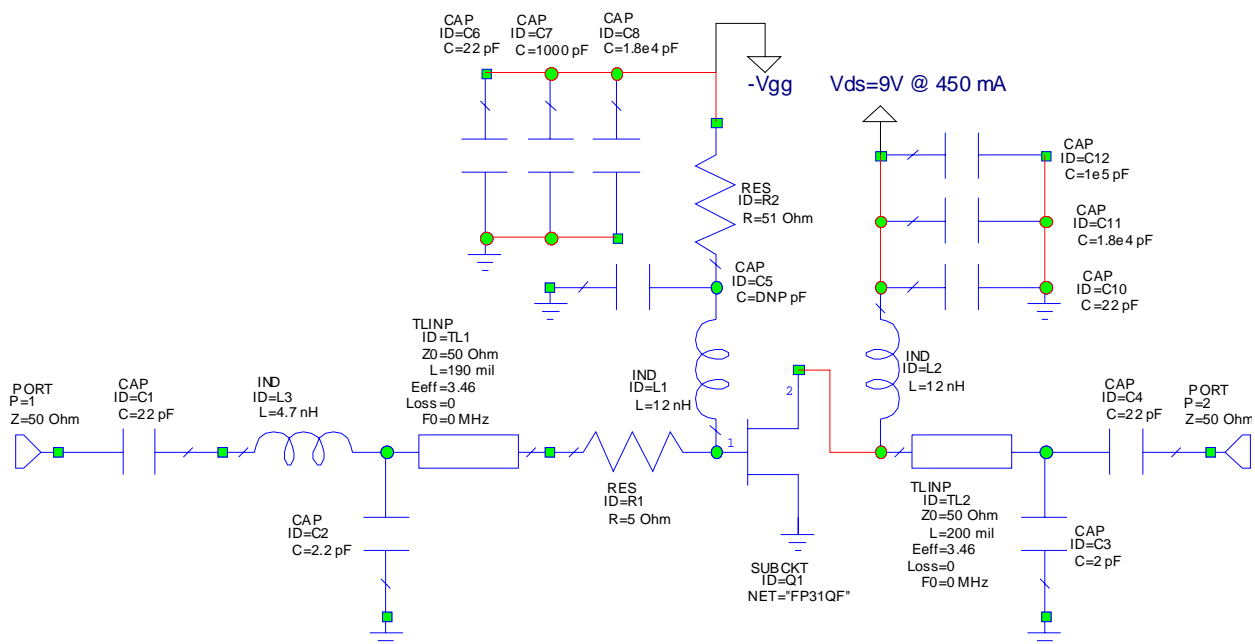 CAP
ID=C6
C=22 pF
CAP
ID=C7
C=1000 pF
CAP
ID=C8
C=1.8e4 pF
-Vgg
Vds=9V @ 450 mA
CAP
ID=C12
C=1e5 pF
RES
ID=R2
R=51 Ohm
CAP
ID=C11
C=1.8e4 pF
CAP
ID=C5
C=DNP pF
CAP
ID=C10
C=22 pF
TLINP
ID=TL1
Z0=50 Ohm
L=190 mil
Eeff=3.46
Loss=0
F0=0 MHz
IND
ID=L1
L=12 nH
IND
ID=L2
L=12 nH
PORT
P=1
Z=50 Ohm
CAP
ID=C1
C=22 pF
IND
ID=L3
L=4.7 nH
2
1
CAP
ID=C4
C=22 pF
PORT
P=2
Z=50 Ohm
RES
ID=R1
R=5 Ohm
CAP
ID=C2
C=2.2 pF
SUBCKT
ID=Q1
NET="FP31QF"
TLINP
ID=TL2
Z0=50 Ohm
L=200 mil
Eeff=3.46
Loss=0
F0=0 MHz
CAP
ID=C3
C=2 pF